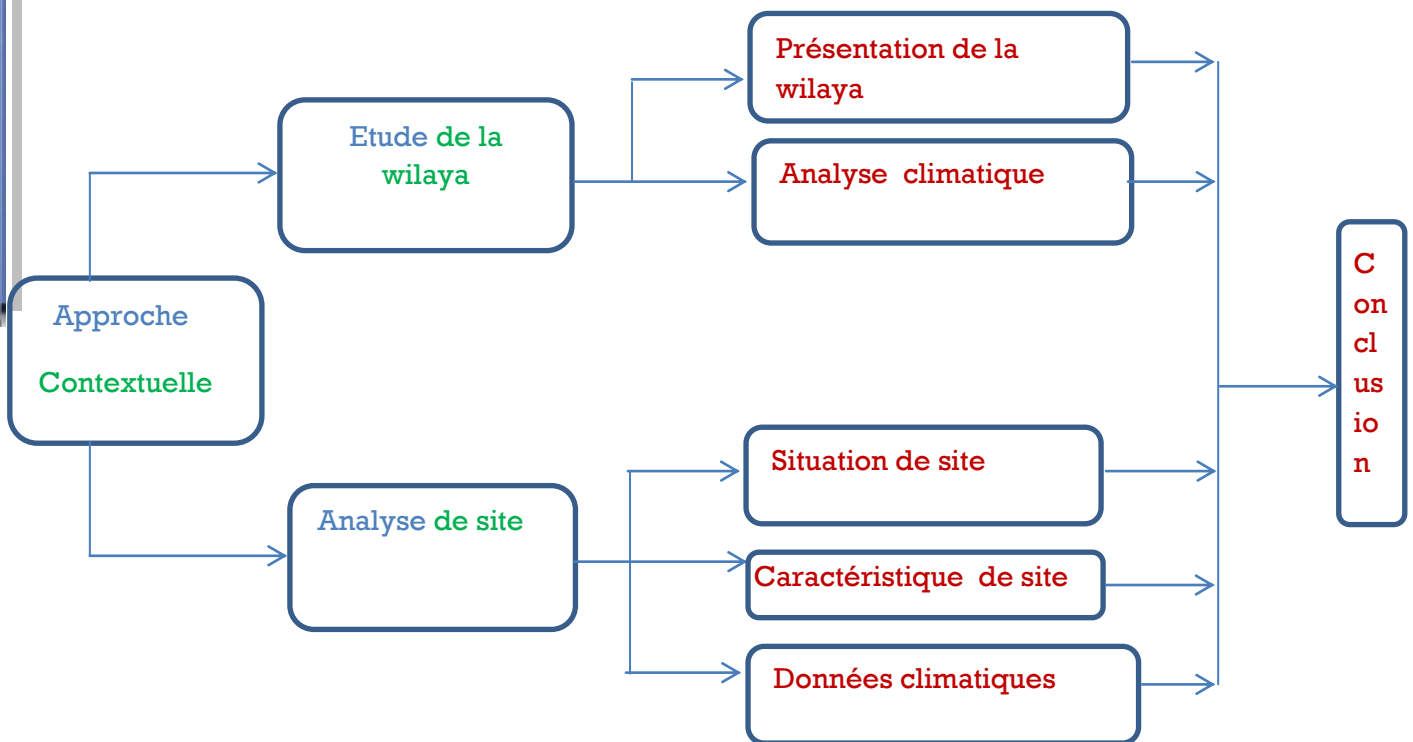 Présentation de la
wilaya
Etude de la
wilaya
Analyse climatique
Approche
Contextuelle
Situation de site
Analyse de site
Caractéristique de site
Données climatiques
C
on
cl
us
io
n